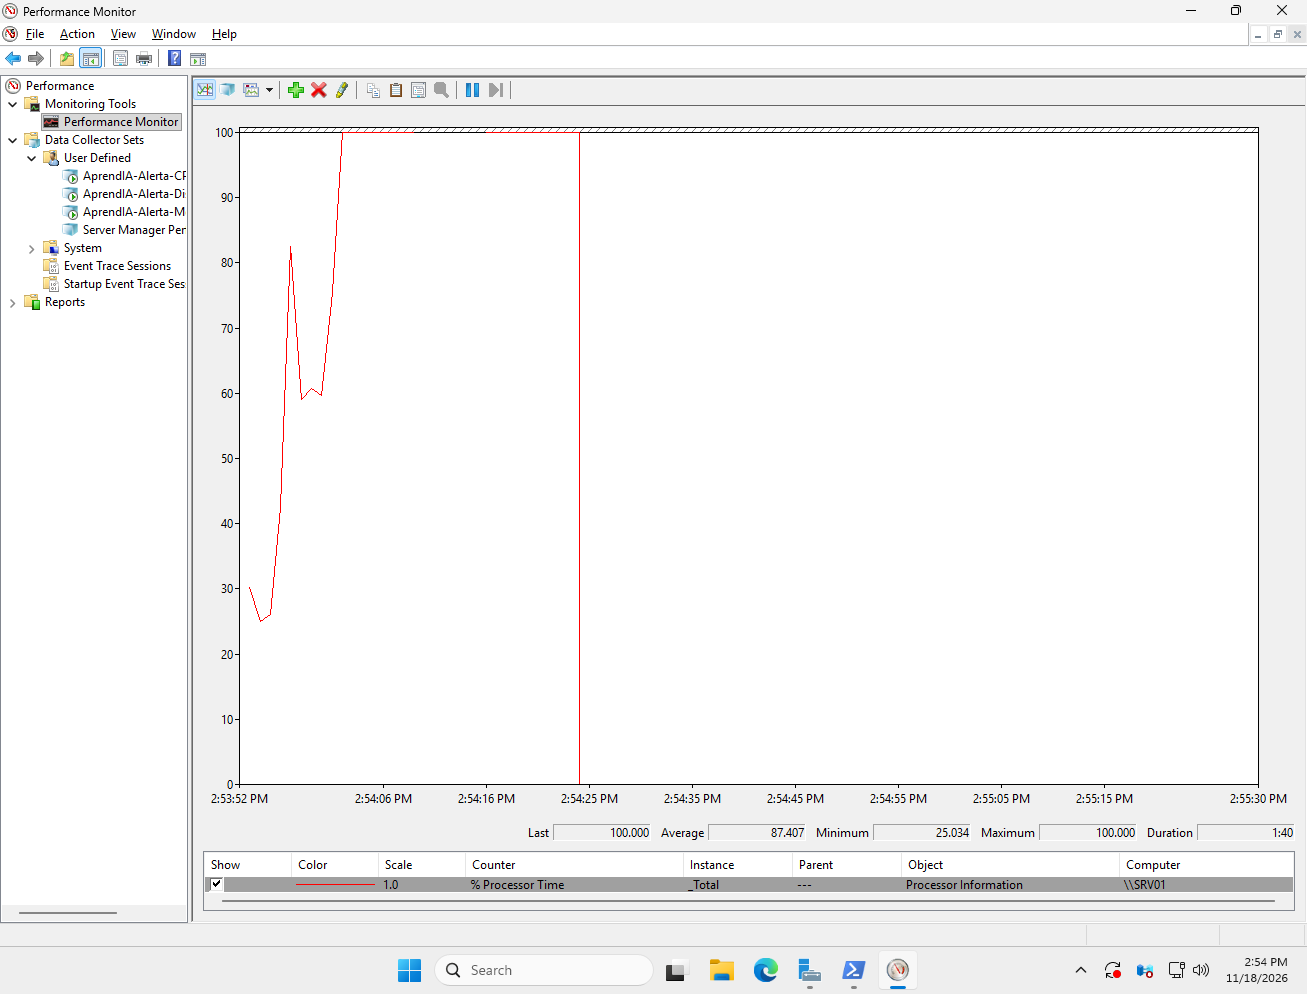 Performance Monitor
File Action View Window Help
Performance
Monitoring Tools
Performance Monitor
Data Collector Sets
User Defined
AprendIA-Alerta-CP
AprendIA-Alerta-Di
AprendIA-Alerta-M
Server Manager Per
System
Event Trace Sessions
Startup Event Trace Ses
Reports
100
90
80
70
60
50
40
30
20
10
0
2:53:52 PM 2:54:06 PM 2:54:16 PM 2:54:25 PM 2:54:35 PM 2:54:45 PM 2:54:55 PM 2:55:05 PM 2:55:15 PM 2:55:30 PM
Last 100.000 Average 87.407 Minimum 25.034 Maximum 100.000 Duration 1:40
Show Color Scale Counter Instance Parent Object Computer
1.0 % Processor Time _Total --- Processor Information \\SRV01
Search
2:54 PM
11/18/2026